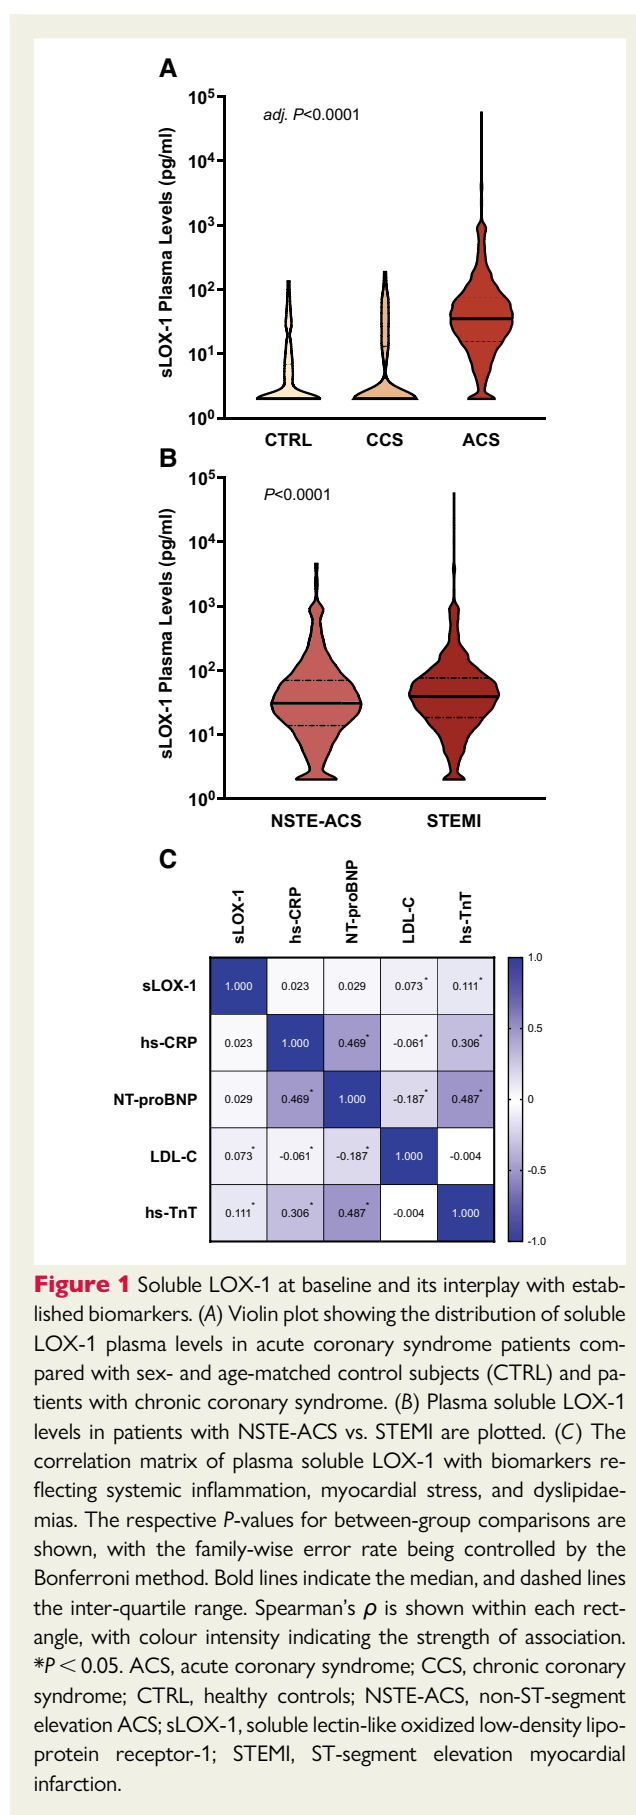 A
10⁵
10⁴
10³
10²
10¹
10⁰
sLOX-1 Plasma Levels (pg/ml)
adj. P<0.0001
CTRL CCS ACS
B
10⁵
10⁴
10³
10²
10¹
10⁰
sLOX-1 Plasma Levels (pg/ml)
P<0.0001
NSTE-ACS STEMI
C
sLOX-1 hs-CRP NT-proBNP LDL-C hs-TnT
sLOX-1 1.000 0.023 0.029 0.073* 0.111*
hs-CRP 0.023 1.000 0.469* -0.061* 0.306*
NT-proBNP 0.029 0.469* 1.000 -0.187* 0.487*
LDL-C 0.073* -0.061* -0.187* 1.000 -0.004
hs-TnT 0.111* 0.306* 0.487* -0.004 1.000
1.0
0.5
0
-0.5
-1.0
Figure 1 Soluble LOX-1 at baseline and its interplay with estab-
lished biomarkers. (A) Violin plot showing the distribution of soluble
LOX-1 plasma levels in acute coronary syndrome patients com-
pared with sex- and age-matched control subjects (CTRL) and pa-
tients with chronic coronary syndrome. (B) Plasma soluble LOX-1
levels in patients with NSTE-ACS vs. STEMI are plotted. (C) The
correlation matrix of plasma soluble LOX-1 with biomarkers re-
flecting systemic inflammation, myocardial stress, and dyslipidae-
mias. The respective P-values for between-group comparisons are
shown, with the family-wise error rate being controlled by the
Bonferroni method. Bold lines indicate the median, and dashed lines
the inter-quartile range. Spearman's ρ is shown within each rect-
angle, with colour intensity indicating the strength of association.
*P < 0.05. ACS, acute coronary syndrome; CCS, chronic coronary
syndrome; CTRL, healthy controls; NSTE-ACS, non-ST-segment
elevation ACS; sLOX-1, soluble lectin-like oxidized low-density lipo-
protein receptor-1; STEMI, ST-segment elevation myocardial
infarction.